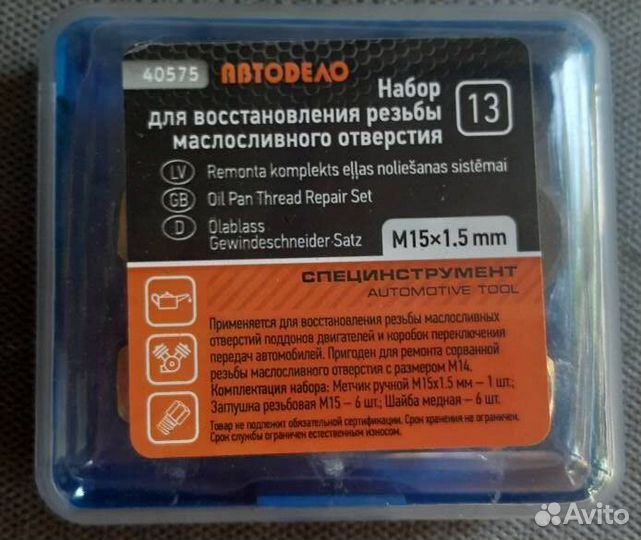 40575 АВТОDЕЛО
Набор
для восстановления резьбы
маслосливного отверстия
13
LV Remonta komplekts eļļas noliešanas sistēmai
GB Oil Pan Thread Repair Set
D Ölablass
Gewindeschneider-Satz
M15×1.5 mm
СПЕЦИНСТРУМЕНТ
AUTOMOTIVE TOOL
Применяется для восстановления резьбы маслосливных
отверстий поддонов двигателей и коробок переключения
передач автомобилей. Пригоден для ремонта сорванной
резьбы маслосливного отверстия с размером М14.
Комплектация набора: Метчик ручной М15х1.5 мм – 1 шт.;
Заглушка резьбовая М15 – 6 шт.; Шайба медная – 6 шт.
Товар не подлежит обязательной сертификации. Срок хранения не ограничен.
Срок службы ограничен естественным износом.
Avito